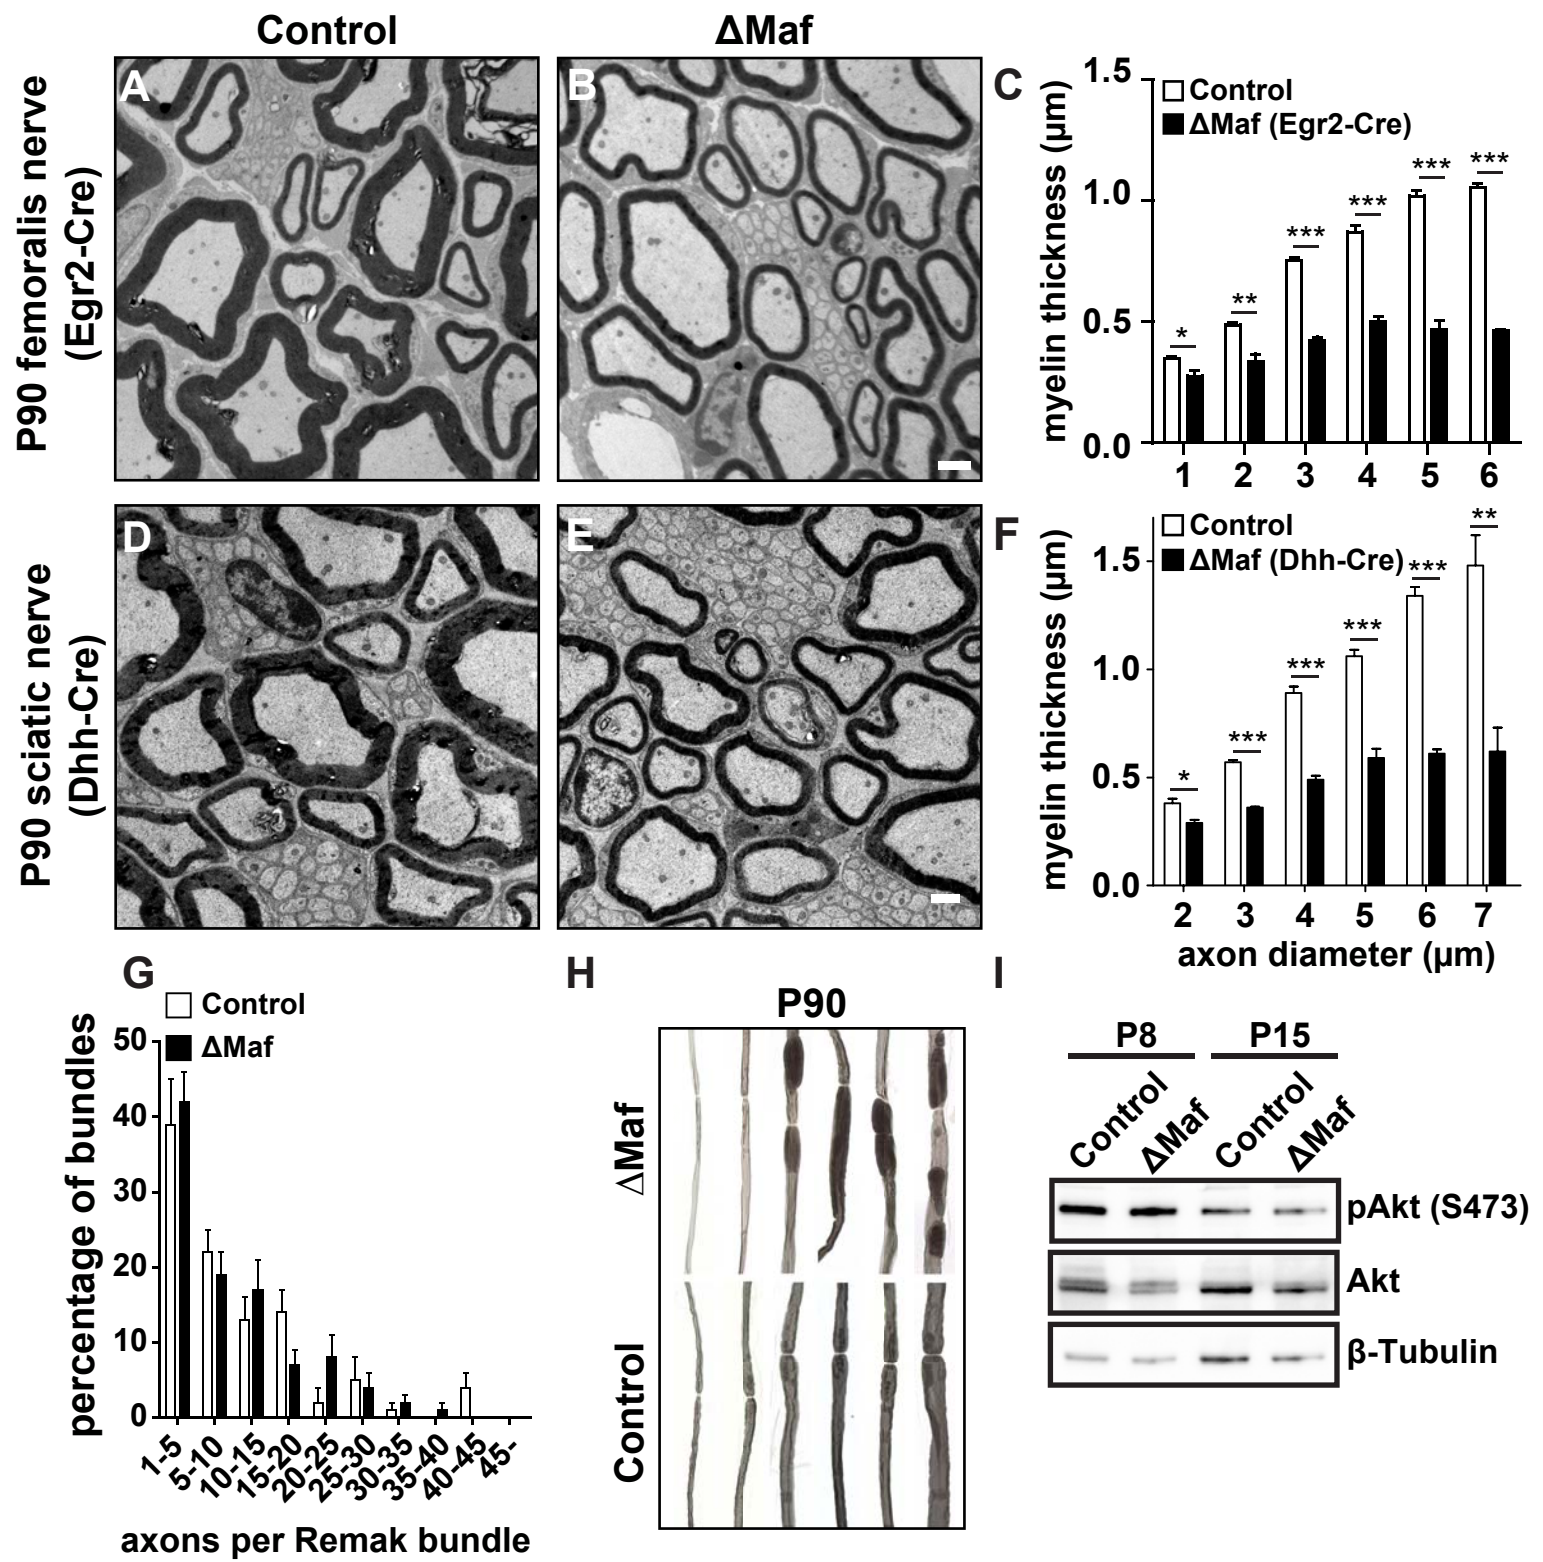 Control
ΔMaf
P90 femoralis nerve
(Egr2-Cre)
A
B
C
1.5
1.0
0.5
0.0
myelin thickness (µm)
Control
ΔMaf (Egr2-Cre)
*
**
***
***
***
***
1 2 3 4 5 6
P90 sciatic nerve
(Dhh-Cre)
D
E
F
1.5
1.0
0.5
0.0
myelin thickness (µm)
Control
ΔMaf (Dhh-Cre)
*
***
***
***
***
**
2 3 4 5 6 7
axon diameter (µm)
G
Control
ΔMaf
50
40
30
20
10
0
percentage of bundles
1-5
5-10
10-15
15-20
20-25
25-30
30-35
35-40
40-45
45-
axons per Remak bundle
H
P90
ΔMaf
Control
I
P8 P15
Control ΔMaf Control ΔMaf
pAkt (S473)
Akt
β-Tubulin